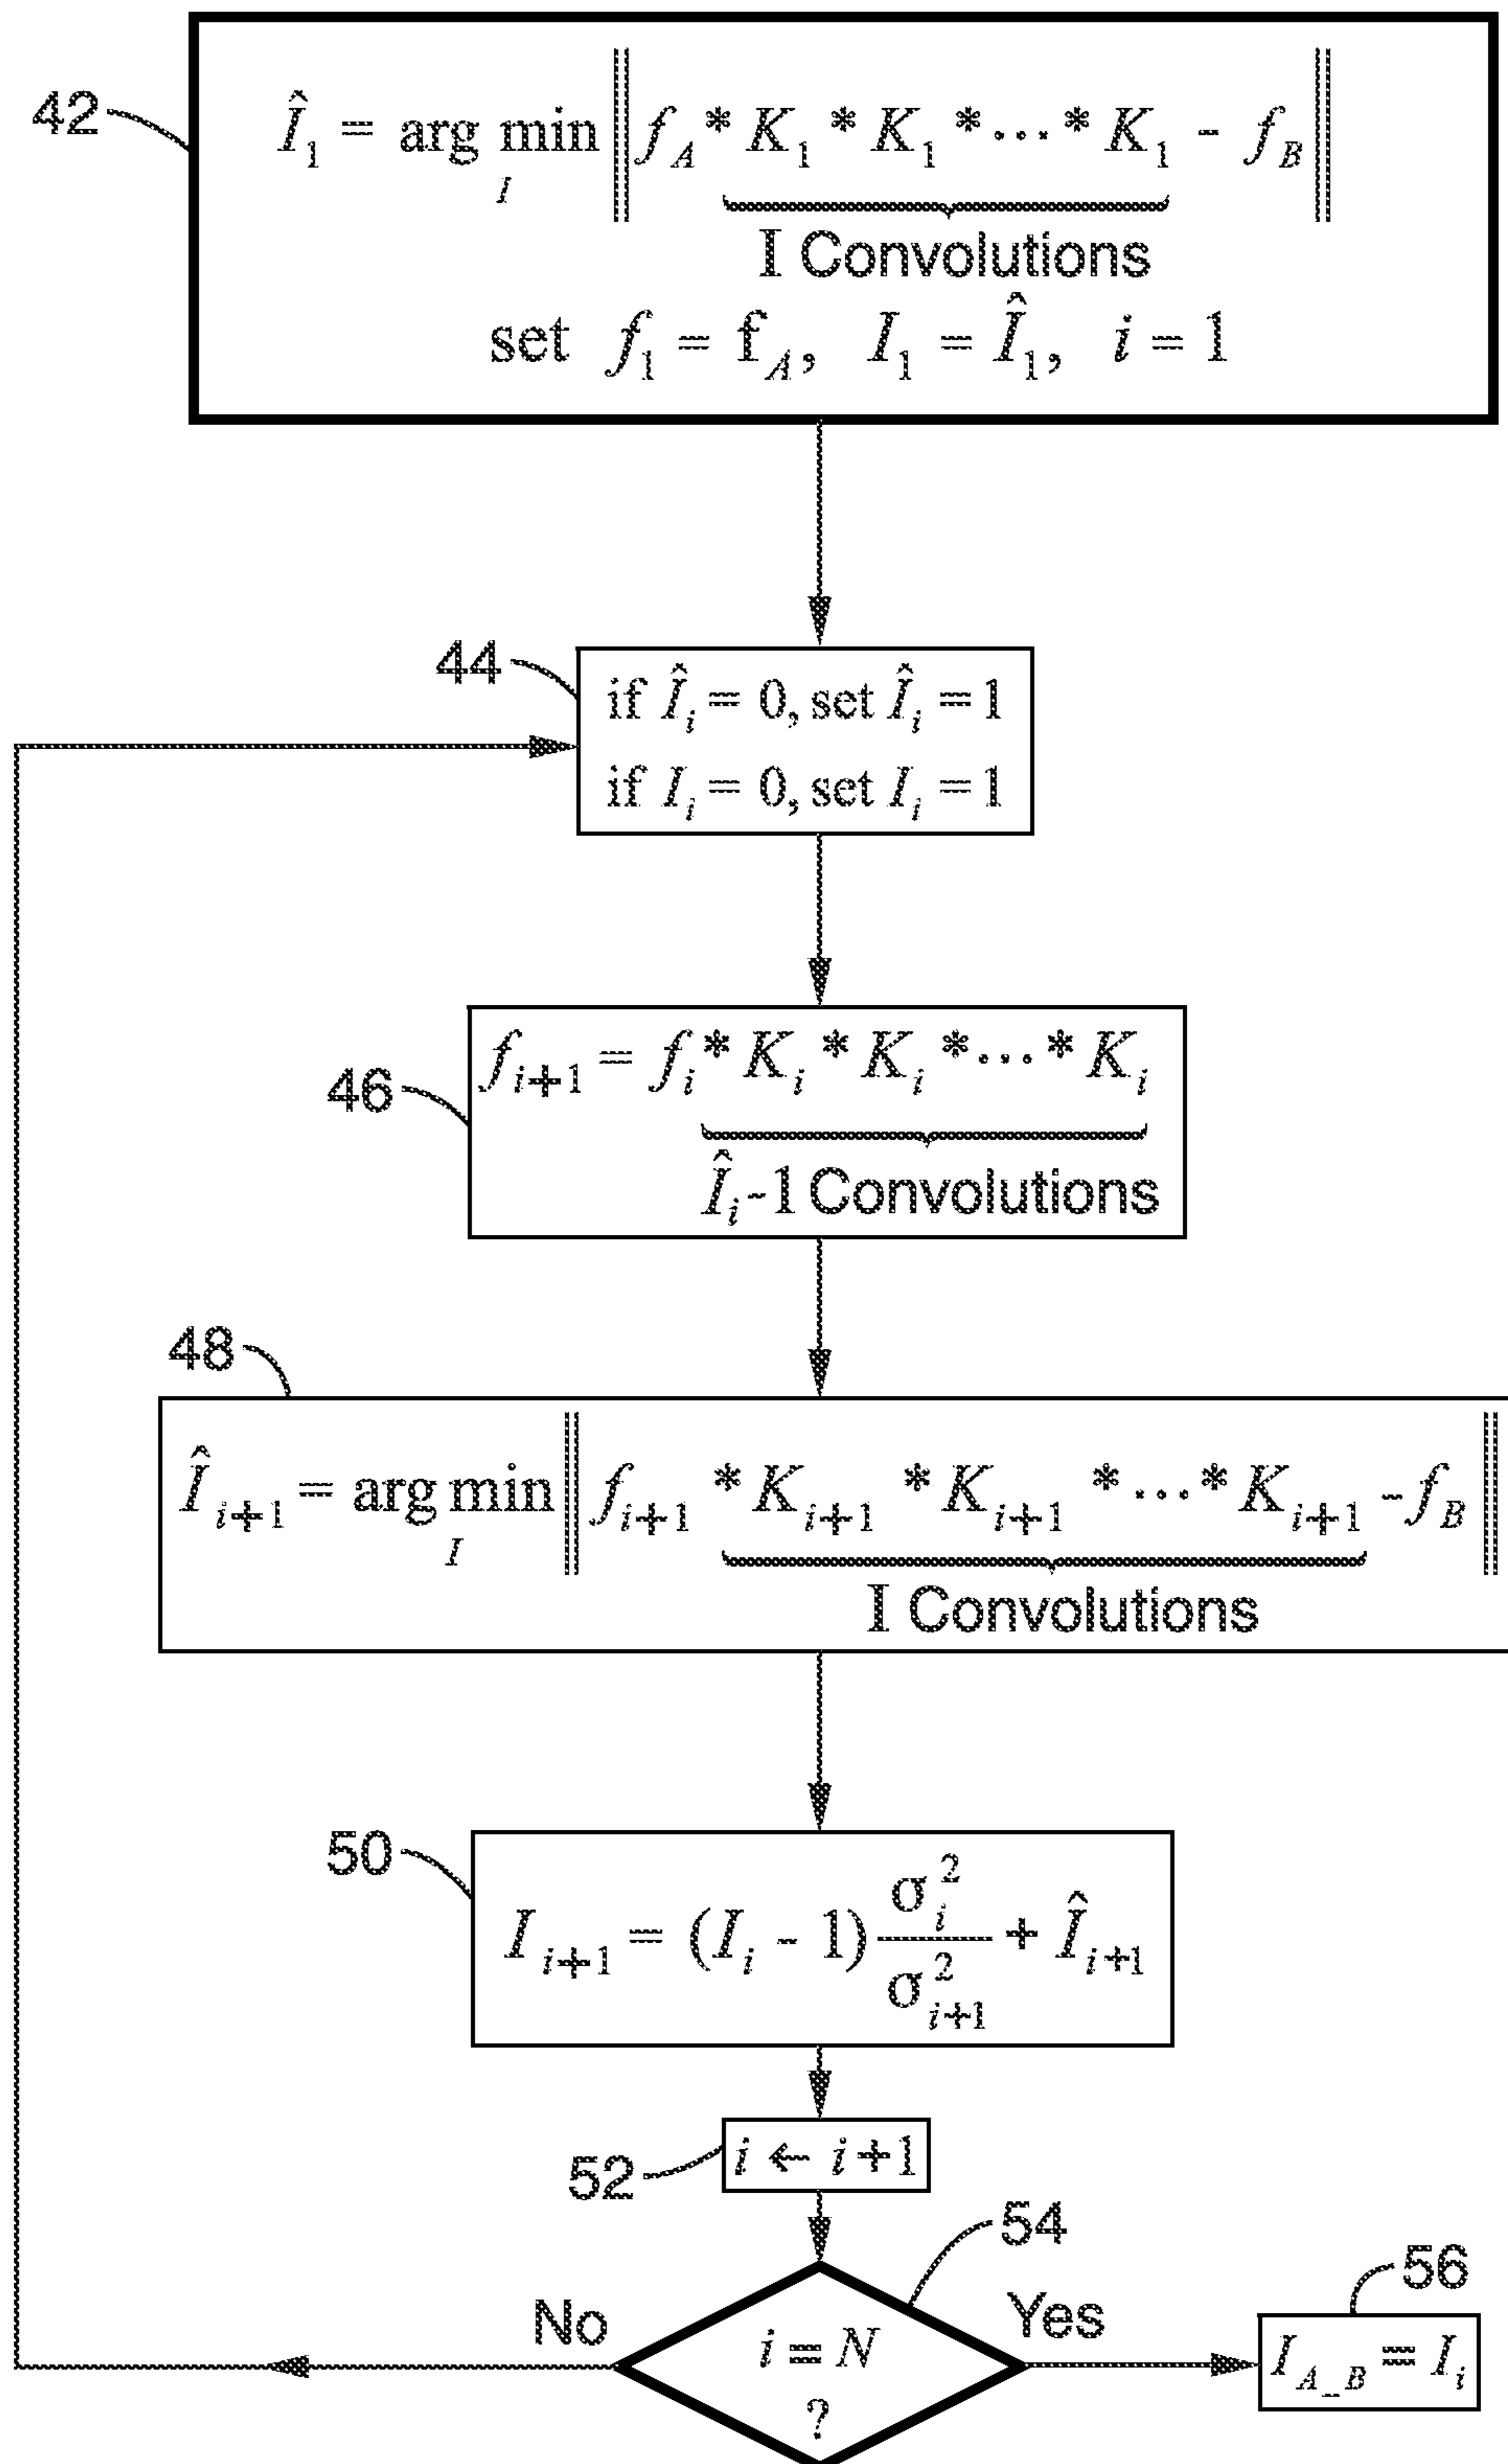 42
Î₁ = arg min ‖ f_A * K₁ * K₁ * ... * K₁ - f_B ‖
I
I Convolutions
set f₁ = f_A, I₁ = Î₁, i = 1
44
if Î_i = 0, set Î_i = 1
if I_i = 0, set I_i = 1
46
f_{i+1} = f_i * K_i * K_i * ... * K_i
Î_i - 1 Convolutions
48
Î_{i+1} = arg min ‖ f_{i+1} * K_{i+1} * K_{i+1} * ... * K_{i+1} - f_B ‖
I
I Convolutions
50
I_{i+1} = (I_i - 1) σ_i² / σ_{i+1}² + Î_{i+1}
52
i ← i+1
54
No
i = N
?
Yes
56
I_{A_B} = I_i